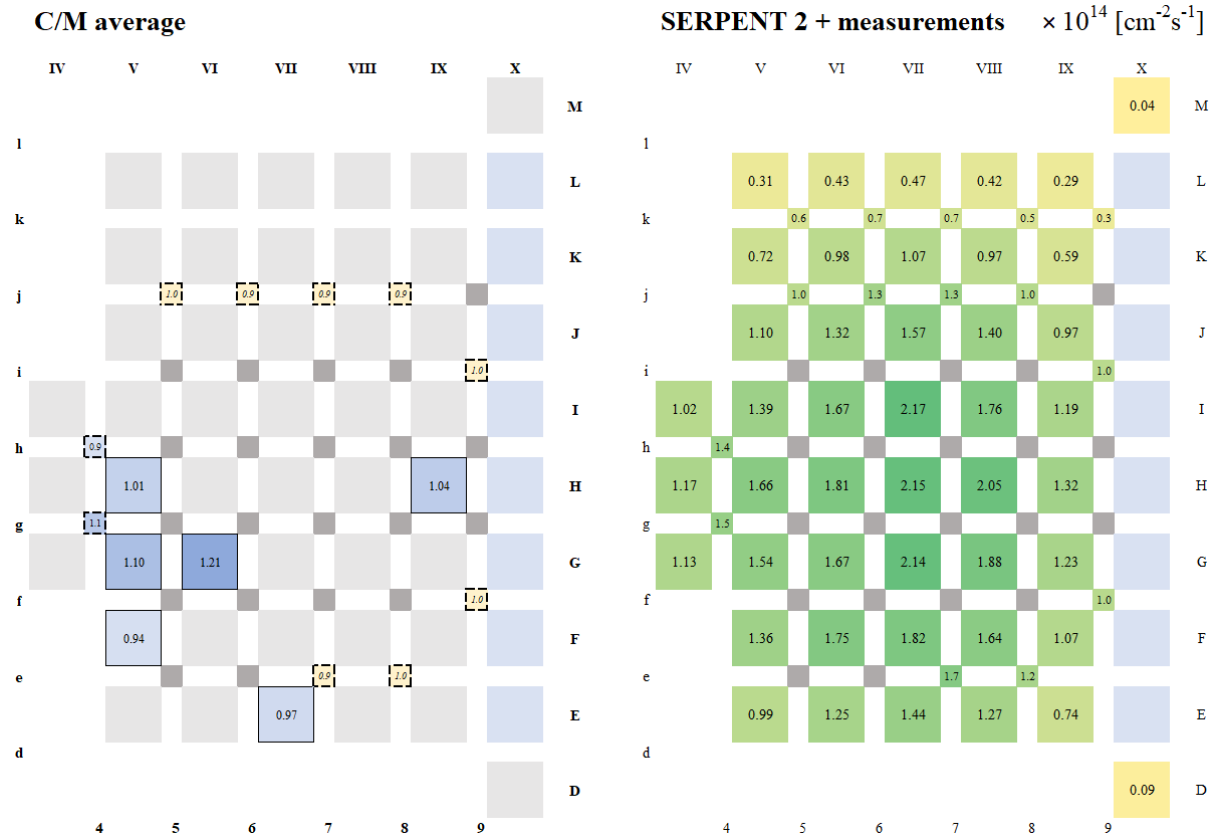 C/M average
SERPENT 2 + measurements × 10^14 [cm^-2 s^-1]
IV V VI VII VIII IX X
IV V VI VII VIII IX X
M
0.04 M
l
l
L
0.31 0.43 0.47 0.42 0.29 L
k
k 0.6 0.7 0.7 0.5 0.3
K
0.72 0.98 1.07 0.97 0.59 K
j 1.0 0.9 0.9 0.9
j 1.0 1.3 1.3 1.0
J
1.10 1.32 1.57 1.40 0.97 J
i 1.0
i 1.0
I
1.02 1.39 1.67 2.17 1.76 1.19 I
h 0.9
h 1.4
1.01 1.04 H
1.17 1.66 1.81 2.15 2.05 1.32 H
g 1.1
g 1.5
1.10 1.21 G
1.13 1.54 1.67 2.14 1.88 1.23 G
f 1.0
f 1.0
0.94 F
1.36 1.75 1.82 1.64 1.07 F
e 0.9 1.0
e 1.7 1.2
0.97 E
0.99 1.25 1.44 1.27 0.74 E
d
d
D
0.09 D
4 5 6 7 8 9
4 5 6 7 8 9